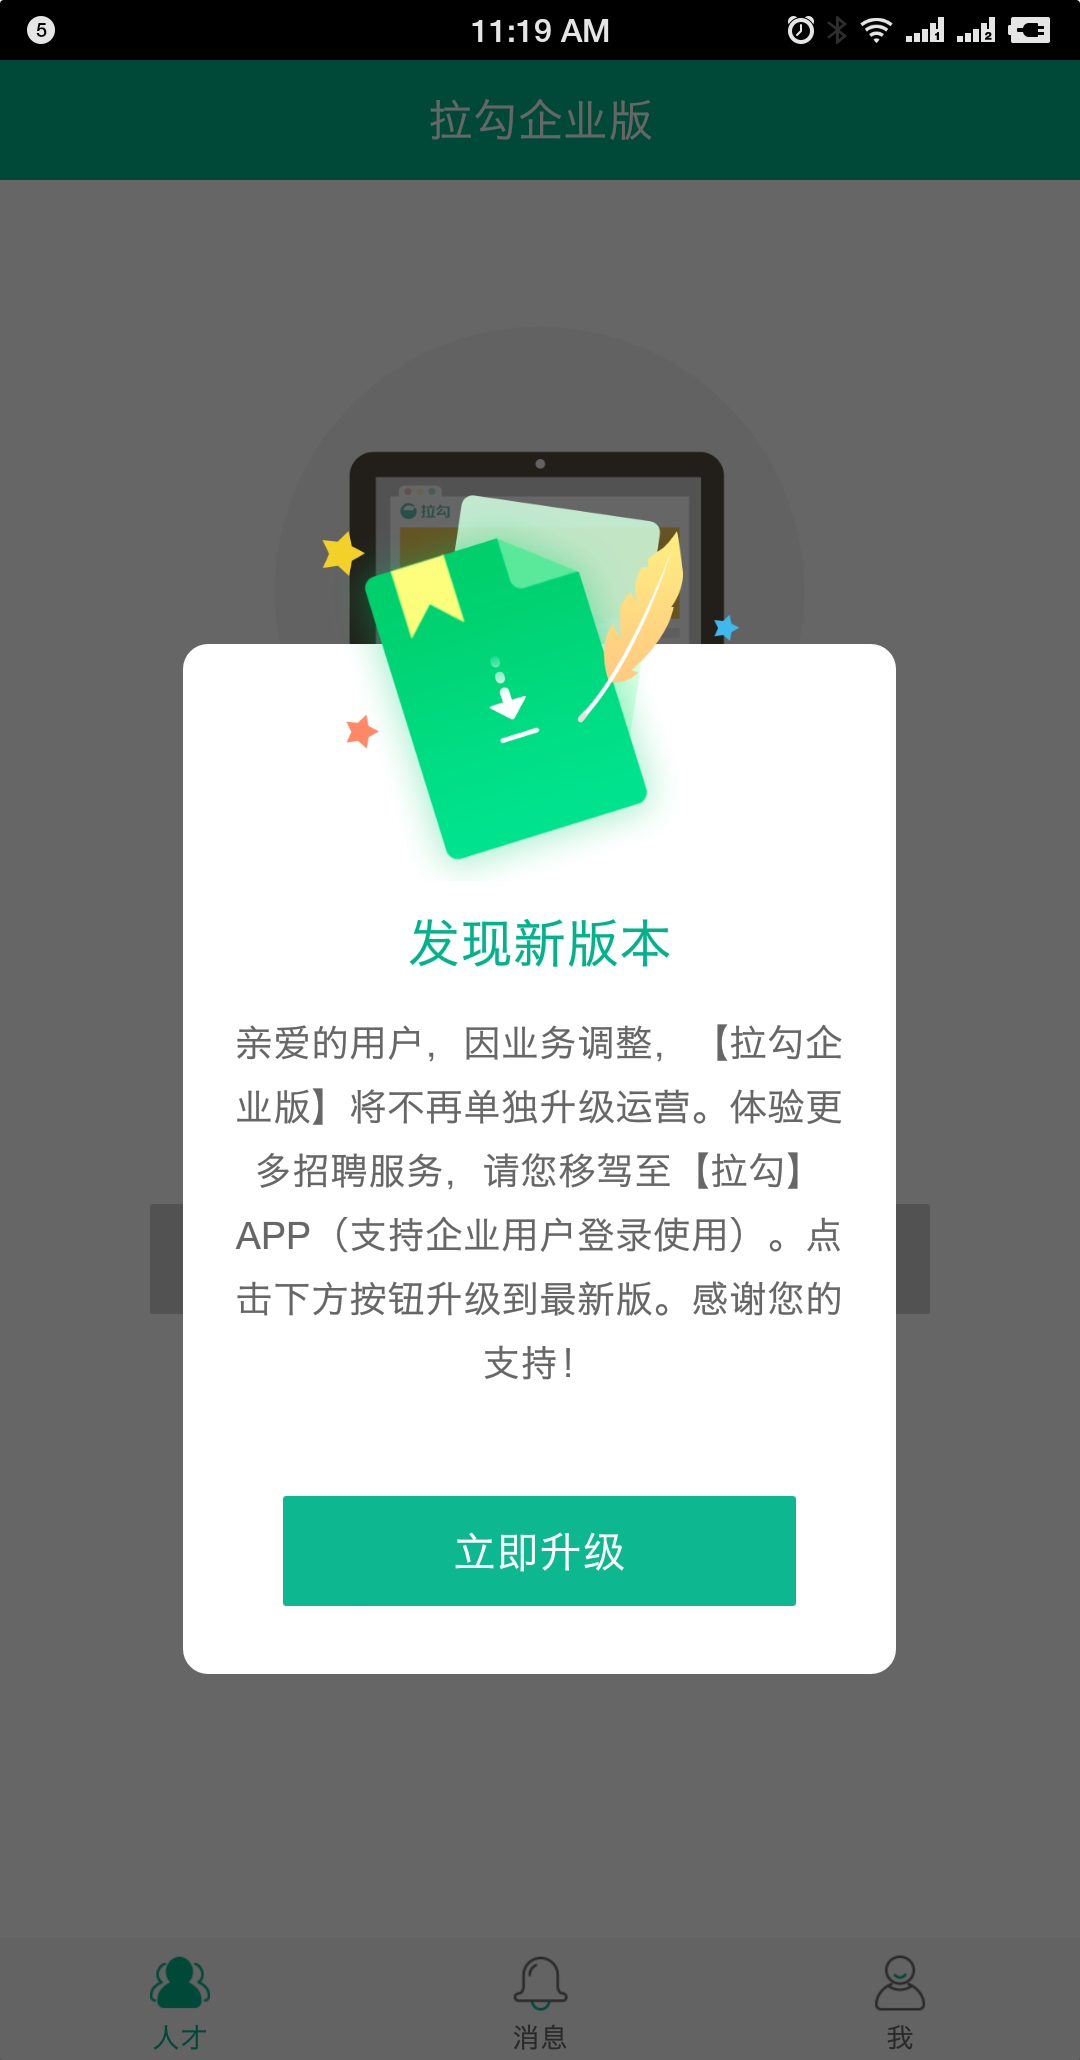 5
11:19 AM
1
2
拉勾企业版
拉勾
发现新版本
亲爱的用户，因业务调整，【拉勾企
业版】将不再单独升级运营。体验更
多招聘服务，请您移驾至【拉勾】
APP（支持企业用户登录使用）。点
击下方按钮升级到最新版。感谢您的
支持！
立即升级
人才
消息
我